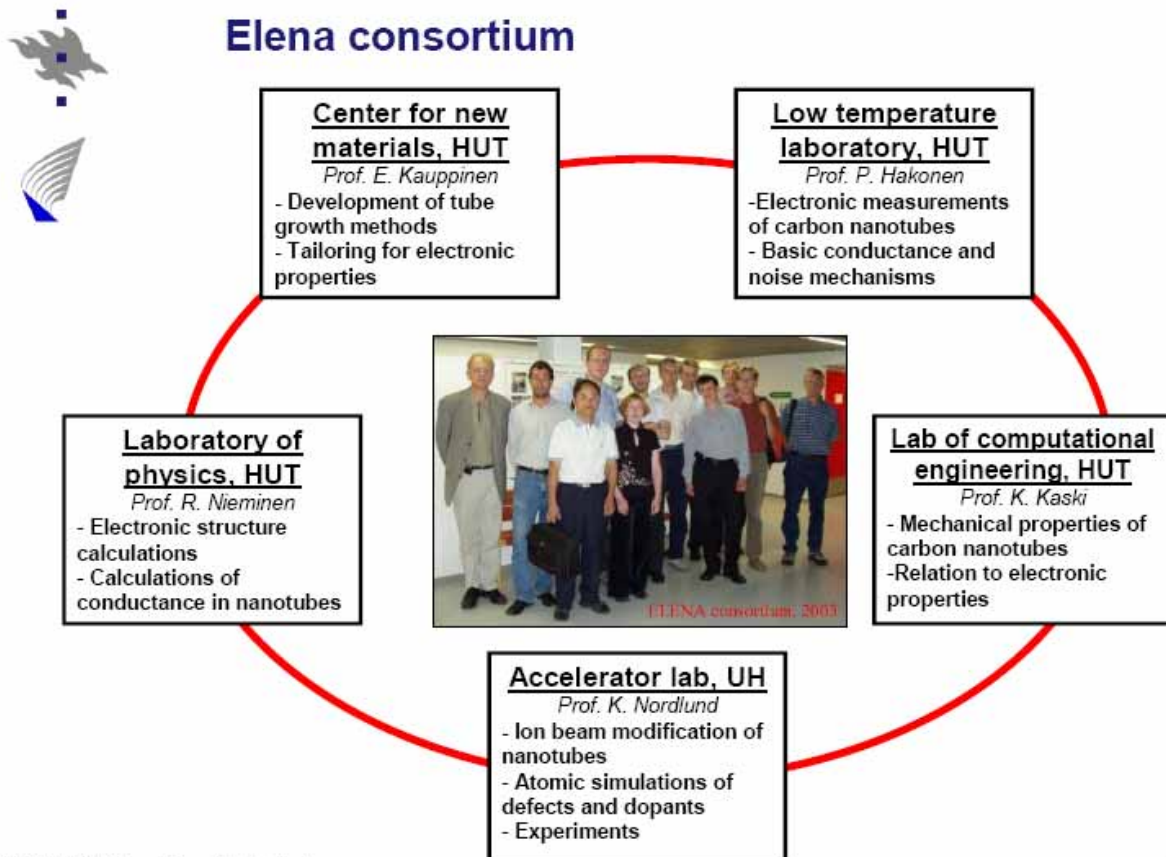 Elena consortium
Center for new
materials, HUT
Prof. E. Kauppinen
- Development of tube
growth methods
- Tailoring for electronic
properties
Low temperature
laboratory, HUT
Prof. P. Hakonen
-Electronic measurements
of carbon nanotubes
- Basic conductance and
noise mechanisms
Laboratory of
physics, HUT
Prof. R. Nieminen
- Electronic structure
calculations
- Calculations of
conductance in nanotubes
ELENA consortium, 2003
Lab of computational
engineering, HUT
Prof. K. Kaski
- Mechanical properties of
carbon nanotubes
-Relation to electronic
properties
Accelerator lab, UH
Prof. K. Nordlund
- Ion beam modification of
nanotubes
- Atomic simulations of
defects and dopants
- Experiments